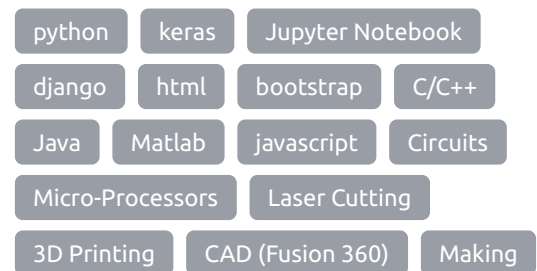 python keras Jupyter Notebook
django html bootstrap C/C++
Java Matlab javascript Circuits
Micro-Processors Laser Cutting
3D Printing CAD (Fusion 360) Making